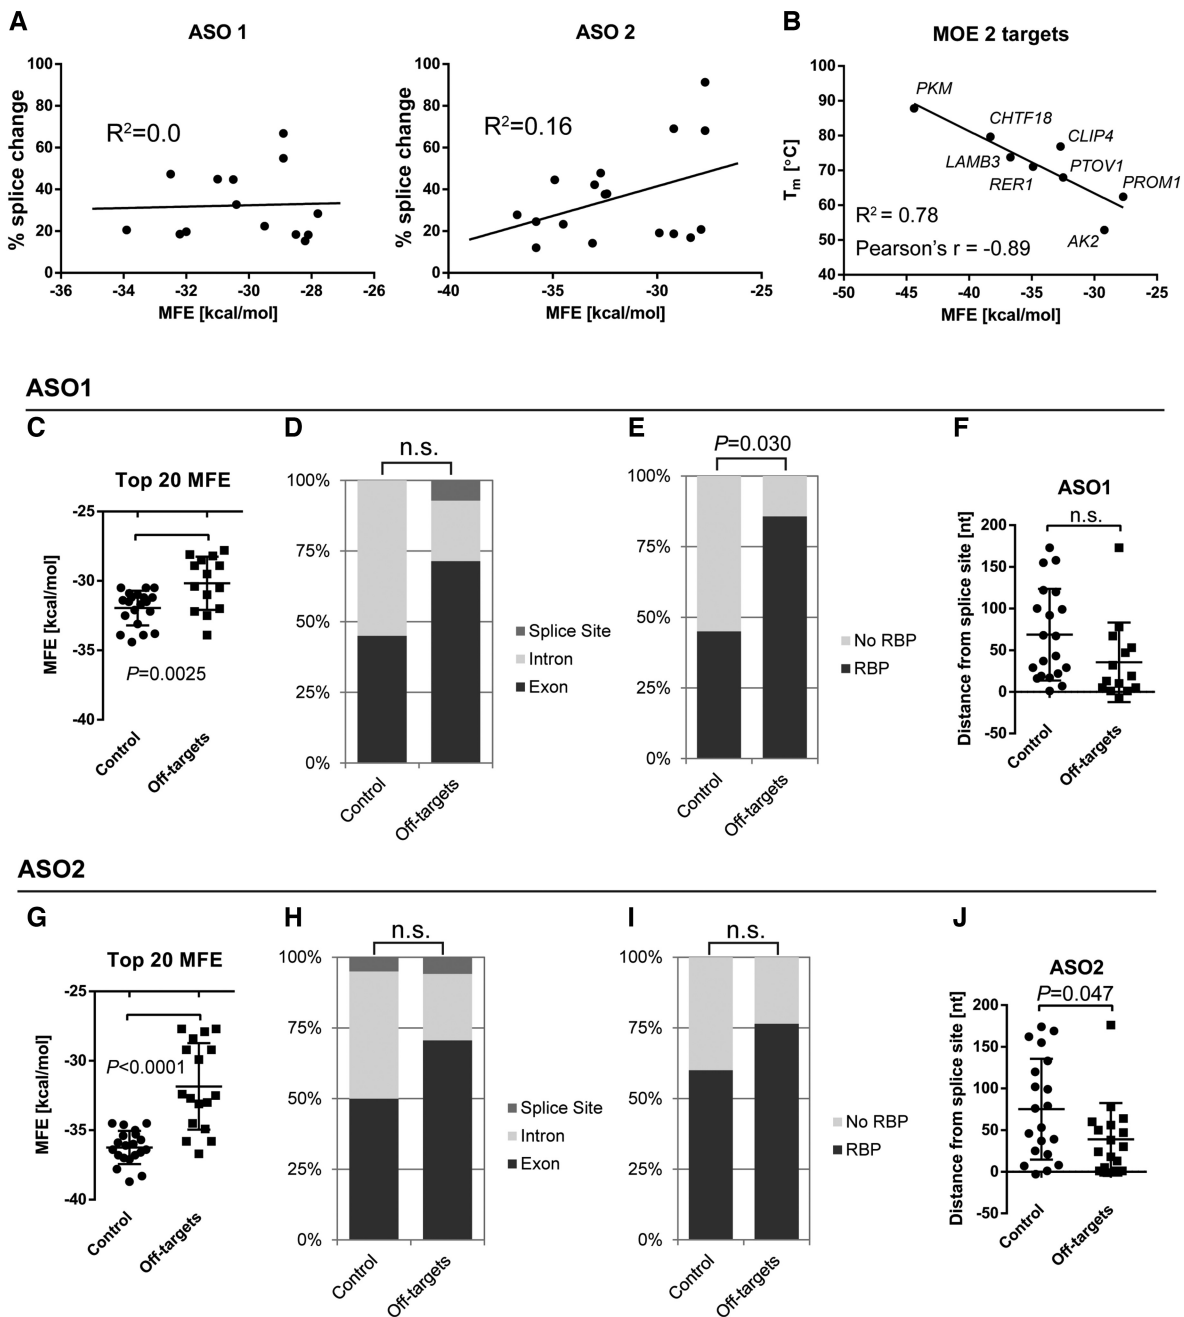 A
ASO 1
% splice change
100
80
60
40
20
0
R2=0.0
-36
-34
-32
-30
-28
-26
MFE [kcal/mol]
ASO 2
% splice change
100
80
60
40
20
0
R2=0.16
-40
-35
-30
-25
MFE [kcal/mol]
B
MOE 2 targets
Tm [°C]
100
90
80
70
60
50
40
PKM
CHTF18
CLIP4
LAMB3
RER1
PTOV1
PROM1
AK2
R2 = 0.78
Pearson's r = -0.89
-50
-45
-40
-35
-30
-25
MFE [kcal/mol]
ASO1
C
Top 20 MFE
MFE [kcal/mol]
-25
-30
-35
-40
P=0.0025
Control
Off-targets
D
n.s.
100%
75%
50%
25%
0%
Control
Off-targets
Splice Site
Intron
Exon
E
P=0.030
100%
75%
50%
25%
0%
Control
Off-targets
No RBP
RBP
F
ASO1
n.s.
Distance from splice site [nt]
200
150
100
50
0
-50
Control
Off-targets
ASO2
G
Top 20 MFE
MFE [kcal/mol]
-25
-30
-35
-40
P<0.0001
Control
Off-targets
H
n.s.
100%
75%
50%
25%
0%
Control
Off-targets
Splice Site
Intron
Exon
I
n.s.
100%
75%
50%
25%
0%
Control
Off-targets
No RBP
RBP
J
ASO2
P=0.047
Distance from splice site [nt]
200
150
100
50
0
-50
Control
Off-targets